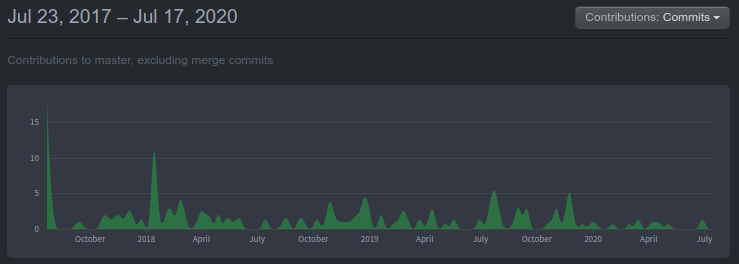 Jul 23, 2017 – Jul 17, 2020
Contributions: Commits
Contributions to master, excluding merge commits
15
10
5
0
October 2018 April July October 2019 April July October 2020 April July